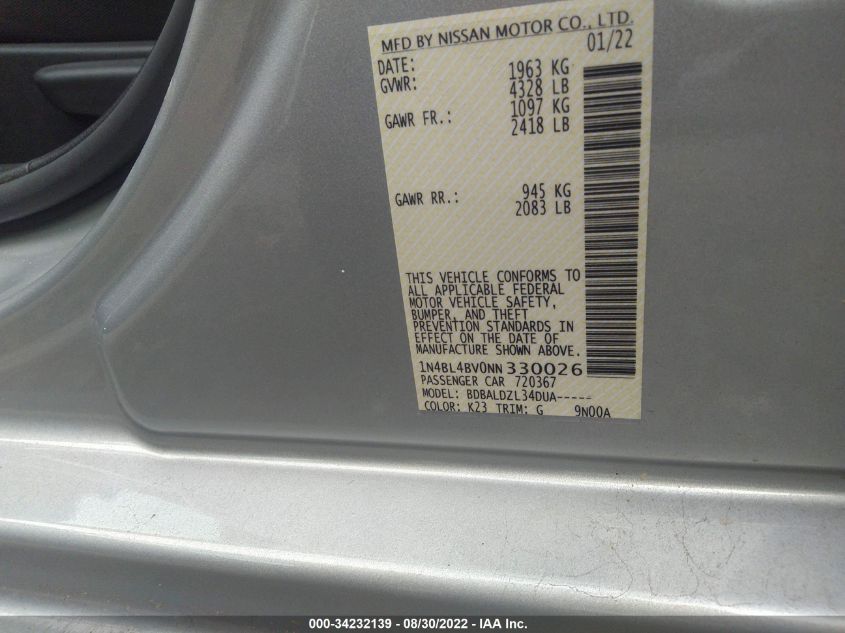 MFD BY NISSAN MOTOR CO., LTD.
DATE: 01/22
GVWR: 1963 KG
4328 LB
GAWR FR.: 1097 KG
2418 LB
GAWR RR.: 945 KG
2083 LB
THIS VEHICLE CONFORMS TO
ALL APPLICABLE FEDERAL
MOTOR VEHICLE SAFETY,
BUMPER, AND THEFT
PREVENTION STANDARDS IN
EFFECT ON THE DATE OF
MANUFACTURE SHOWN ABOVE.
1N4BL4BV0NN330026
PASSENGER CAR 720367
MODEL: BDBALDZL34DUA-----
COLOR: K23 TRIM: G 9N00A
000-34232139 - 08/30/2022 - IAA Inc.